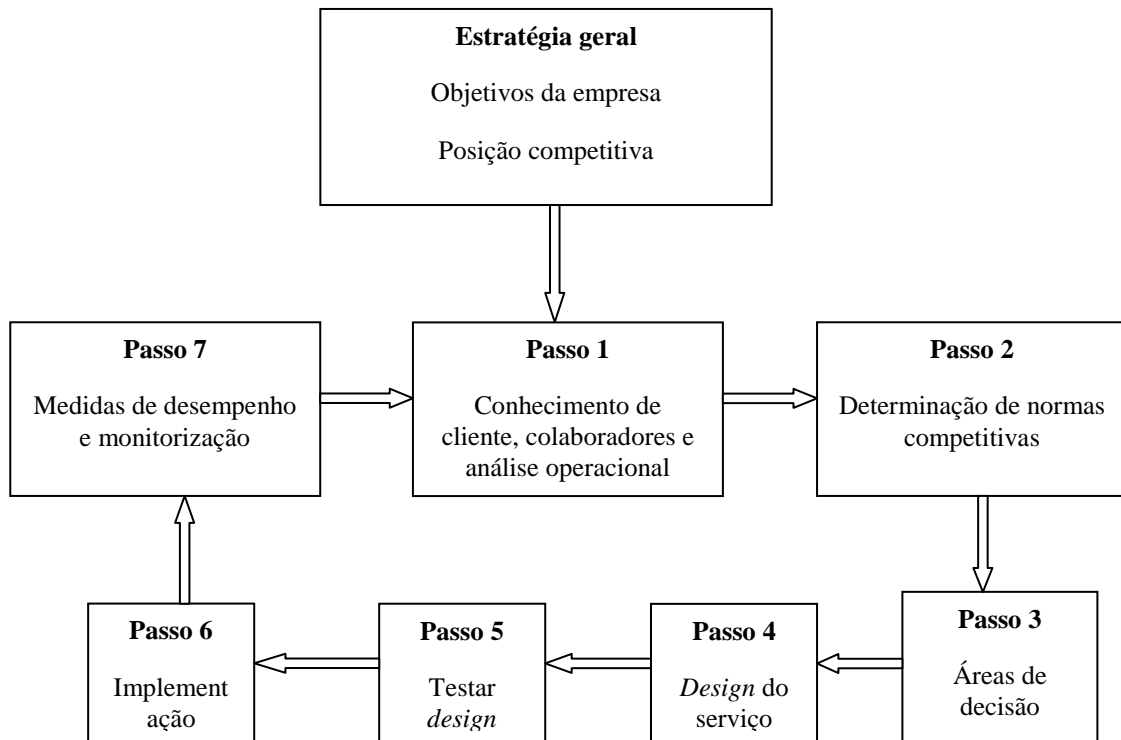 Estratégia geral
Objetivos da empresa
Posição competitiva
Passo 7
Medidas de desempenho
e monitorização
Passo 1
Conhecimento de
cliente, colaboradores e
análise operacional
Passo 2
Determinação de normas
competitivas
Passo 6
Implement
ação
Passo 5
Testar
design
Passo 4
Design do
serviço
Passo 3
Áreas de
decisão